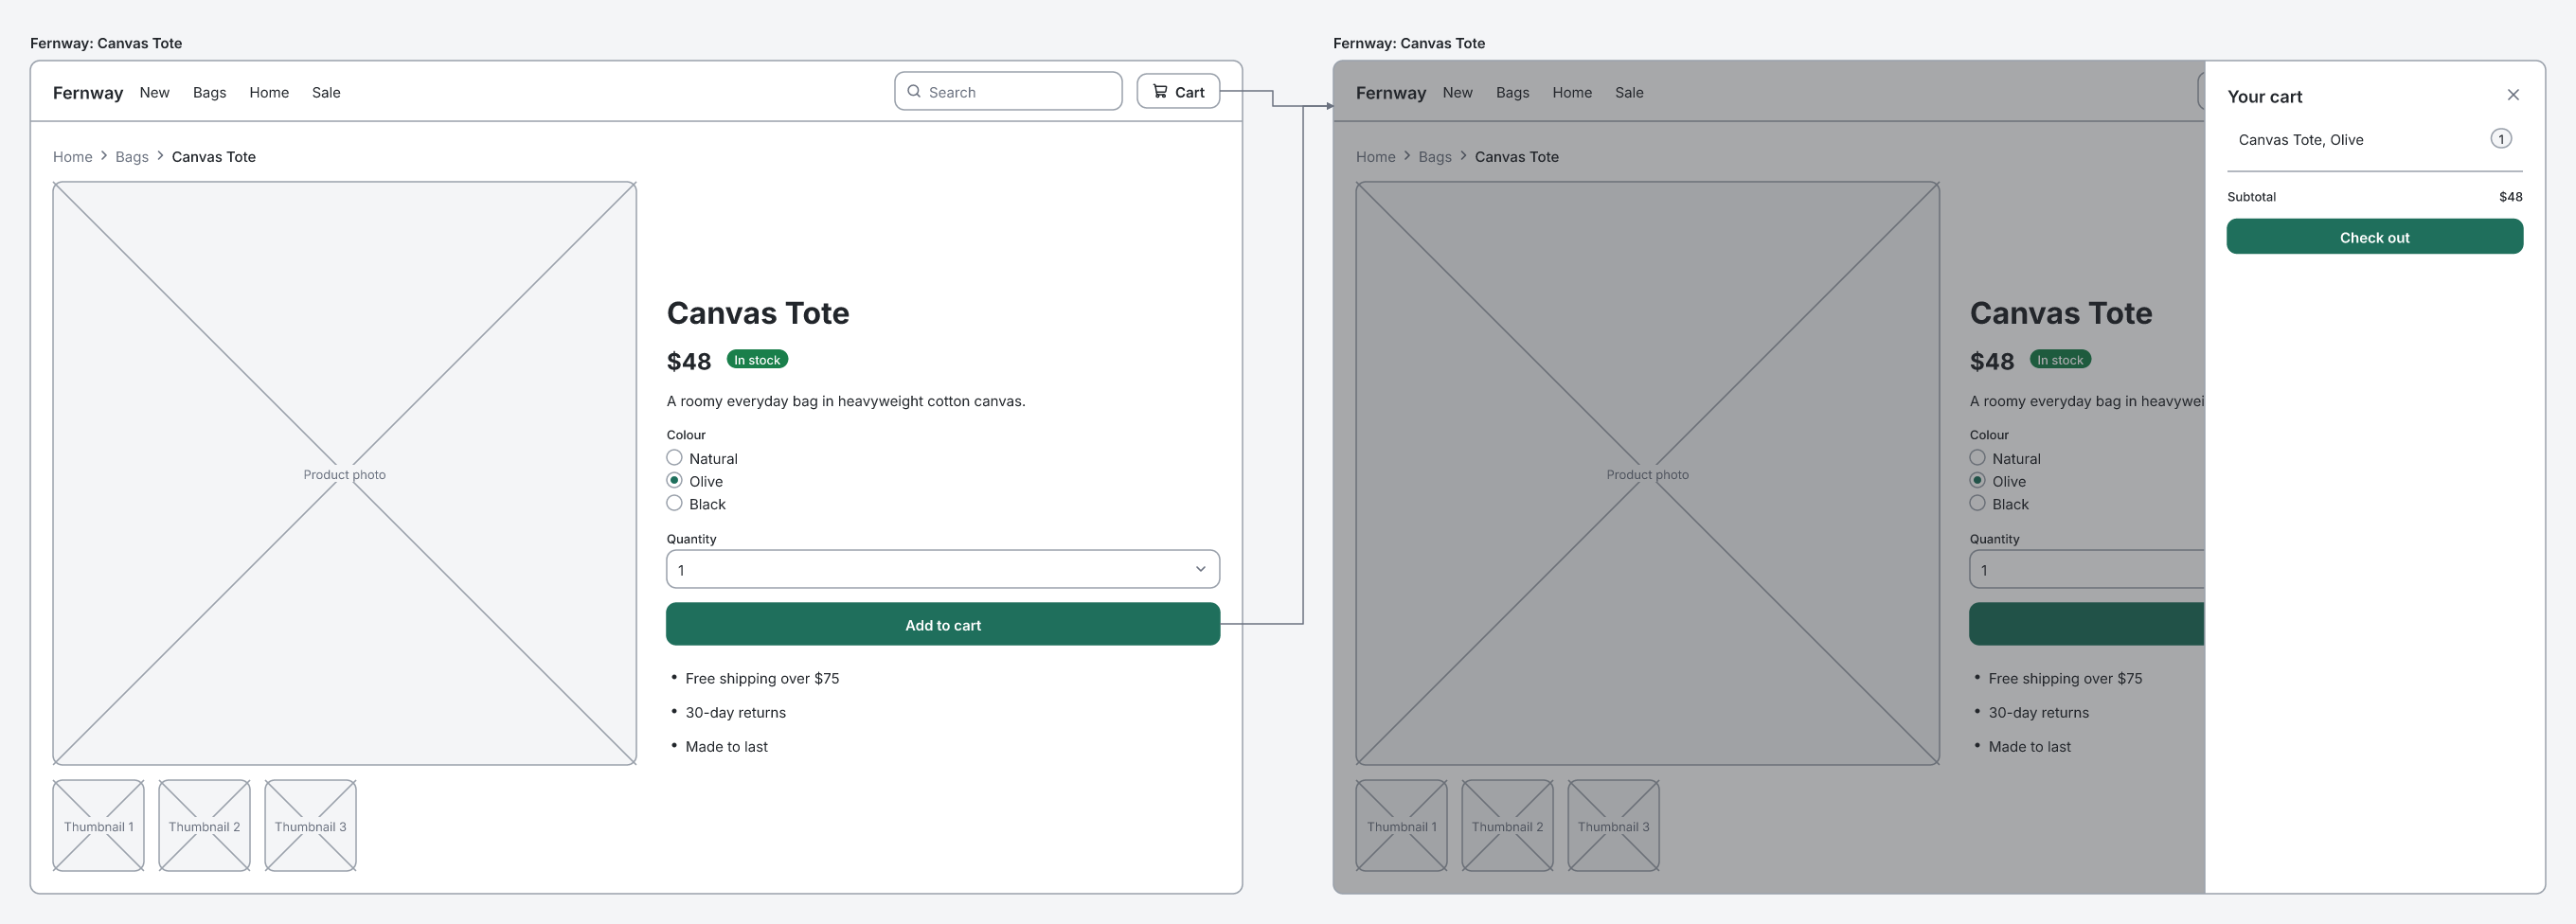 Fernway: Canvas Tote
Fernway New Bags Home Sale Search Cart
Home Bags Canvas Tote
Product photo
Thumbnail 1 Thumbnail 2 Thumbnail 3
Canvas Tote
$48 In stock
A roomy everyday bag in heavyweight cotton canvas.
Colour
Natural
Olive
Black
Quantity
1
Add to cart
• Free shipping over $75
• 30-day returns
• Made to last
Fernway: Canvas Tote
Fernway New Bags Home Sale
Home Bags Canvas Tote
Product photo
Thumbnail 1 Thumbnail 2 Thumbnail 3
Canvas Tote
$48 In stock
A roomy everyday bag in heavywei
Colour
Natural
Olive
Black
Quantity
1
• Free shipping over $75
• 30-day returns
• Made to last
Your cart
Canvas Tote, Olive 1
Subtotal $48
Check out